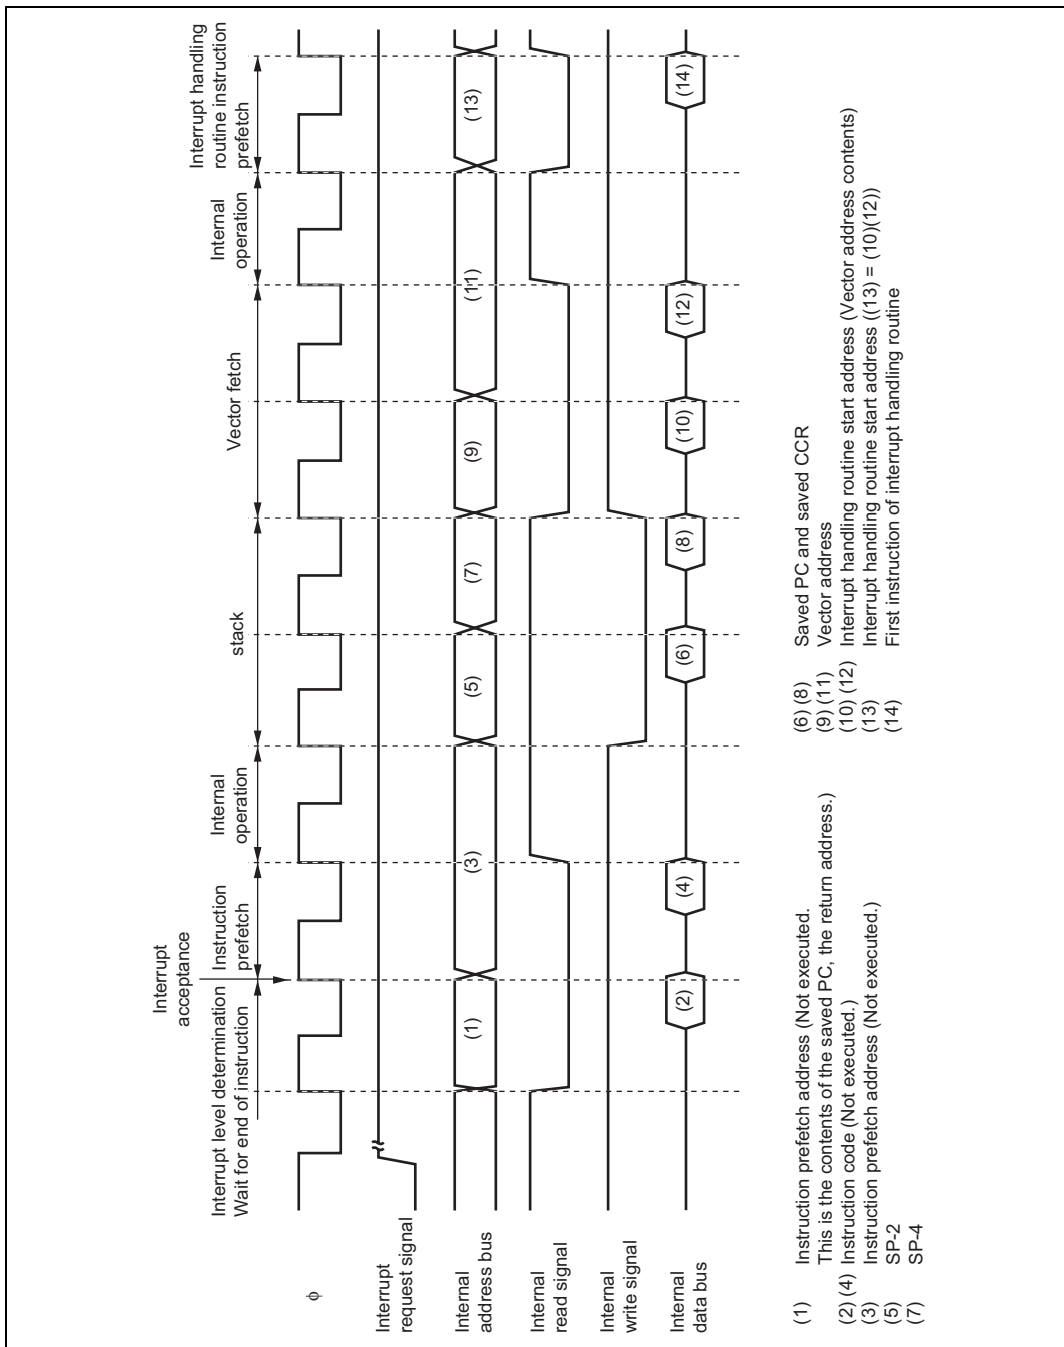 Interrupt
acceptance
Interrupt level determination
Wait for end of instruction
Instruction
prefetch
Internal
operation
stack
Vector fetch
Internal
operation
Interrupt handling
routine instruction
prefetch
φ
Interrupt
request signal
Internal
address bus
(1)
(3)
(5)
(7)
(9)
(11)
(13)
Internal
read signal
Internal
write signal
Internal
data bus
(2)
(4)
(6)
(8)
(10)
(12)
(14)
(1) Instruction prefetch address (Not executed.
This is the contents of the saved PC, the return address.)
(2) (4) Instruction code (Not executed.)
(3) Instruction prefetch address (Not executed.)
(5) SP-2
(7) SP-4
(6) (8) Saved PC and saved CCR
(9) (11) Vector address
(10) (12) Interrupt handling routine start address (Vector address contents)
(13) Interrupt handling routine start address ((13) = (10)(12))
(14) First instruction of interrupt handling routine